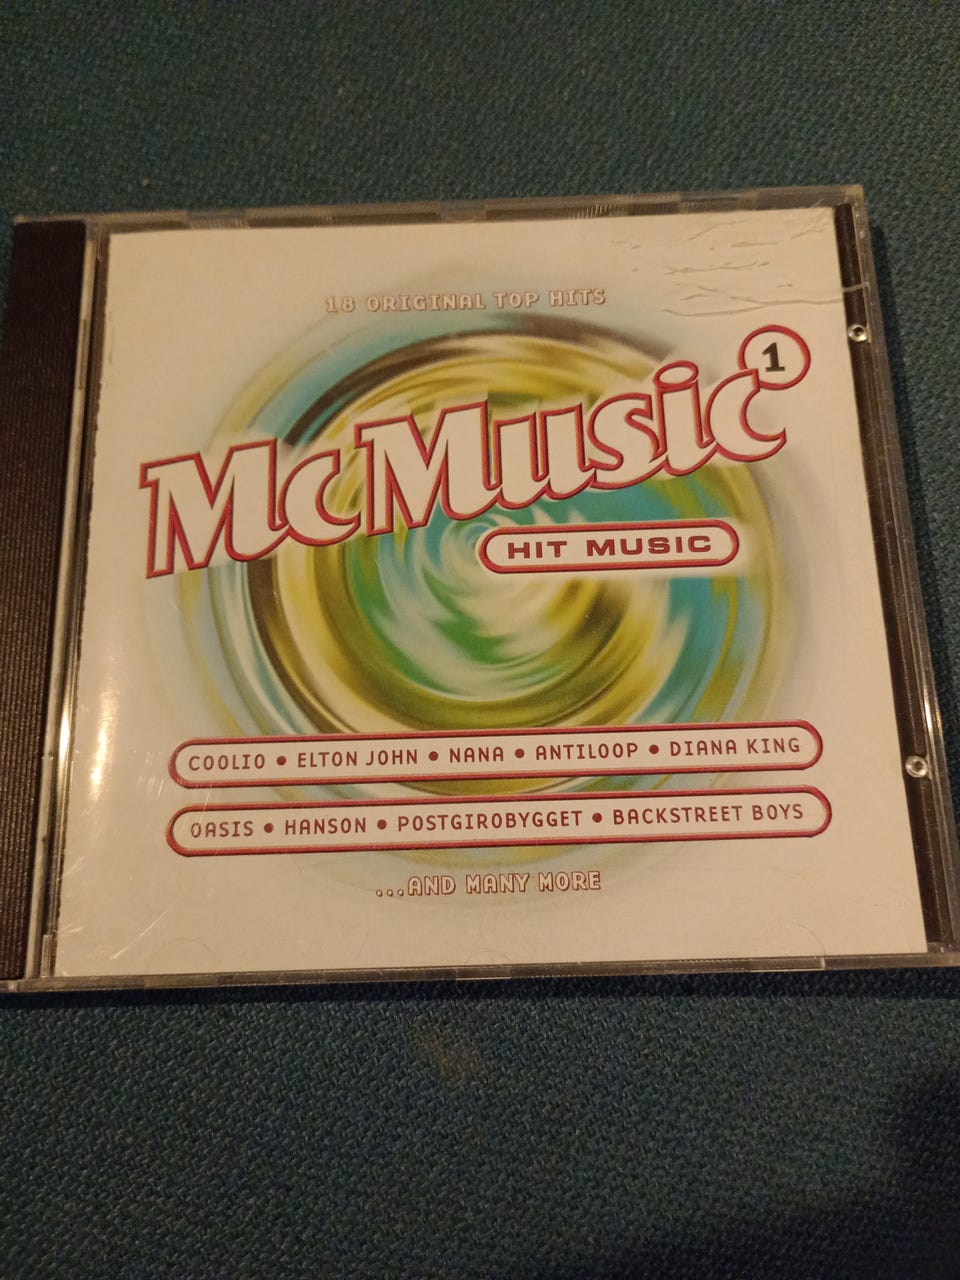 18 ORIGINAL TOP HITS
McMusic 1
HIT MUSIC
COOLIO • ELTON JOHN • NANA • ANTILOOP • DIANA KING
OASIS • HANSON • POSTGIROBYGGET • BACKSTREET BOYS
...AND MANY MORE